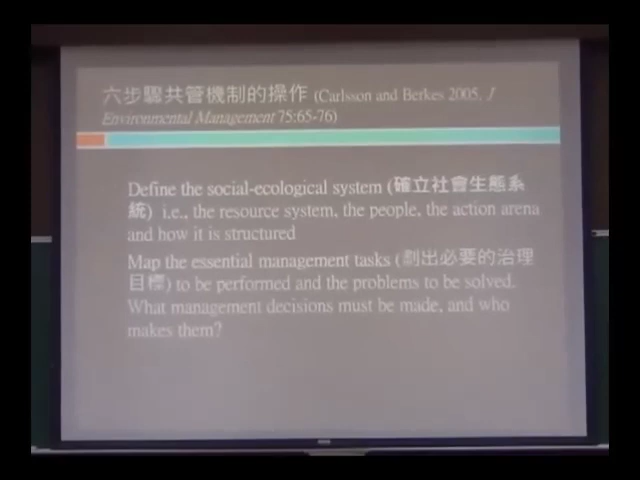 六步驟共管機制的操作 (Carlsson and Berkes 2005. J
Environmental Management 75:65-76)
Define the social-ecological system (確立社會生態系
統) i.e., the resource system, the people, the action arena
and how it is structured
Map the essential management tasks (劃出必要的治理
目標) to be performed and the problems to be solved.
What management decisions must be made, and who
makes them?